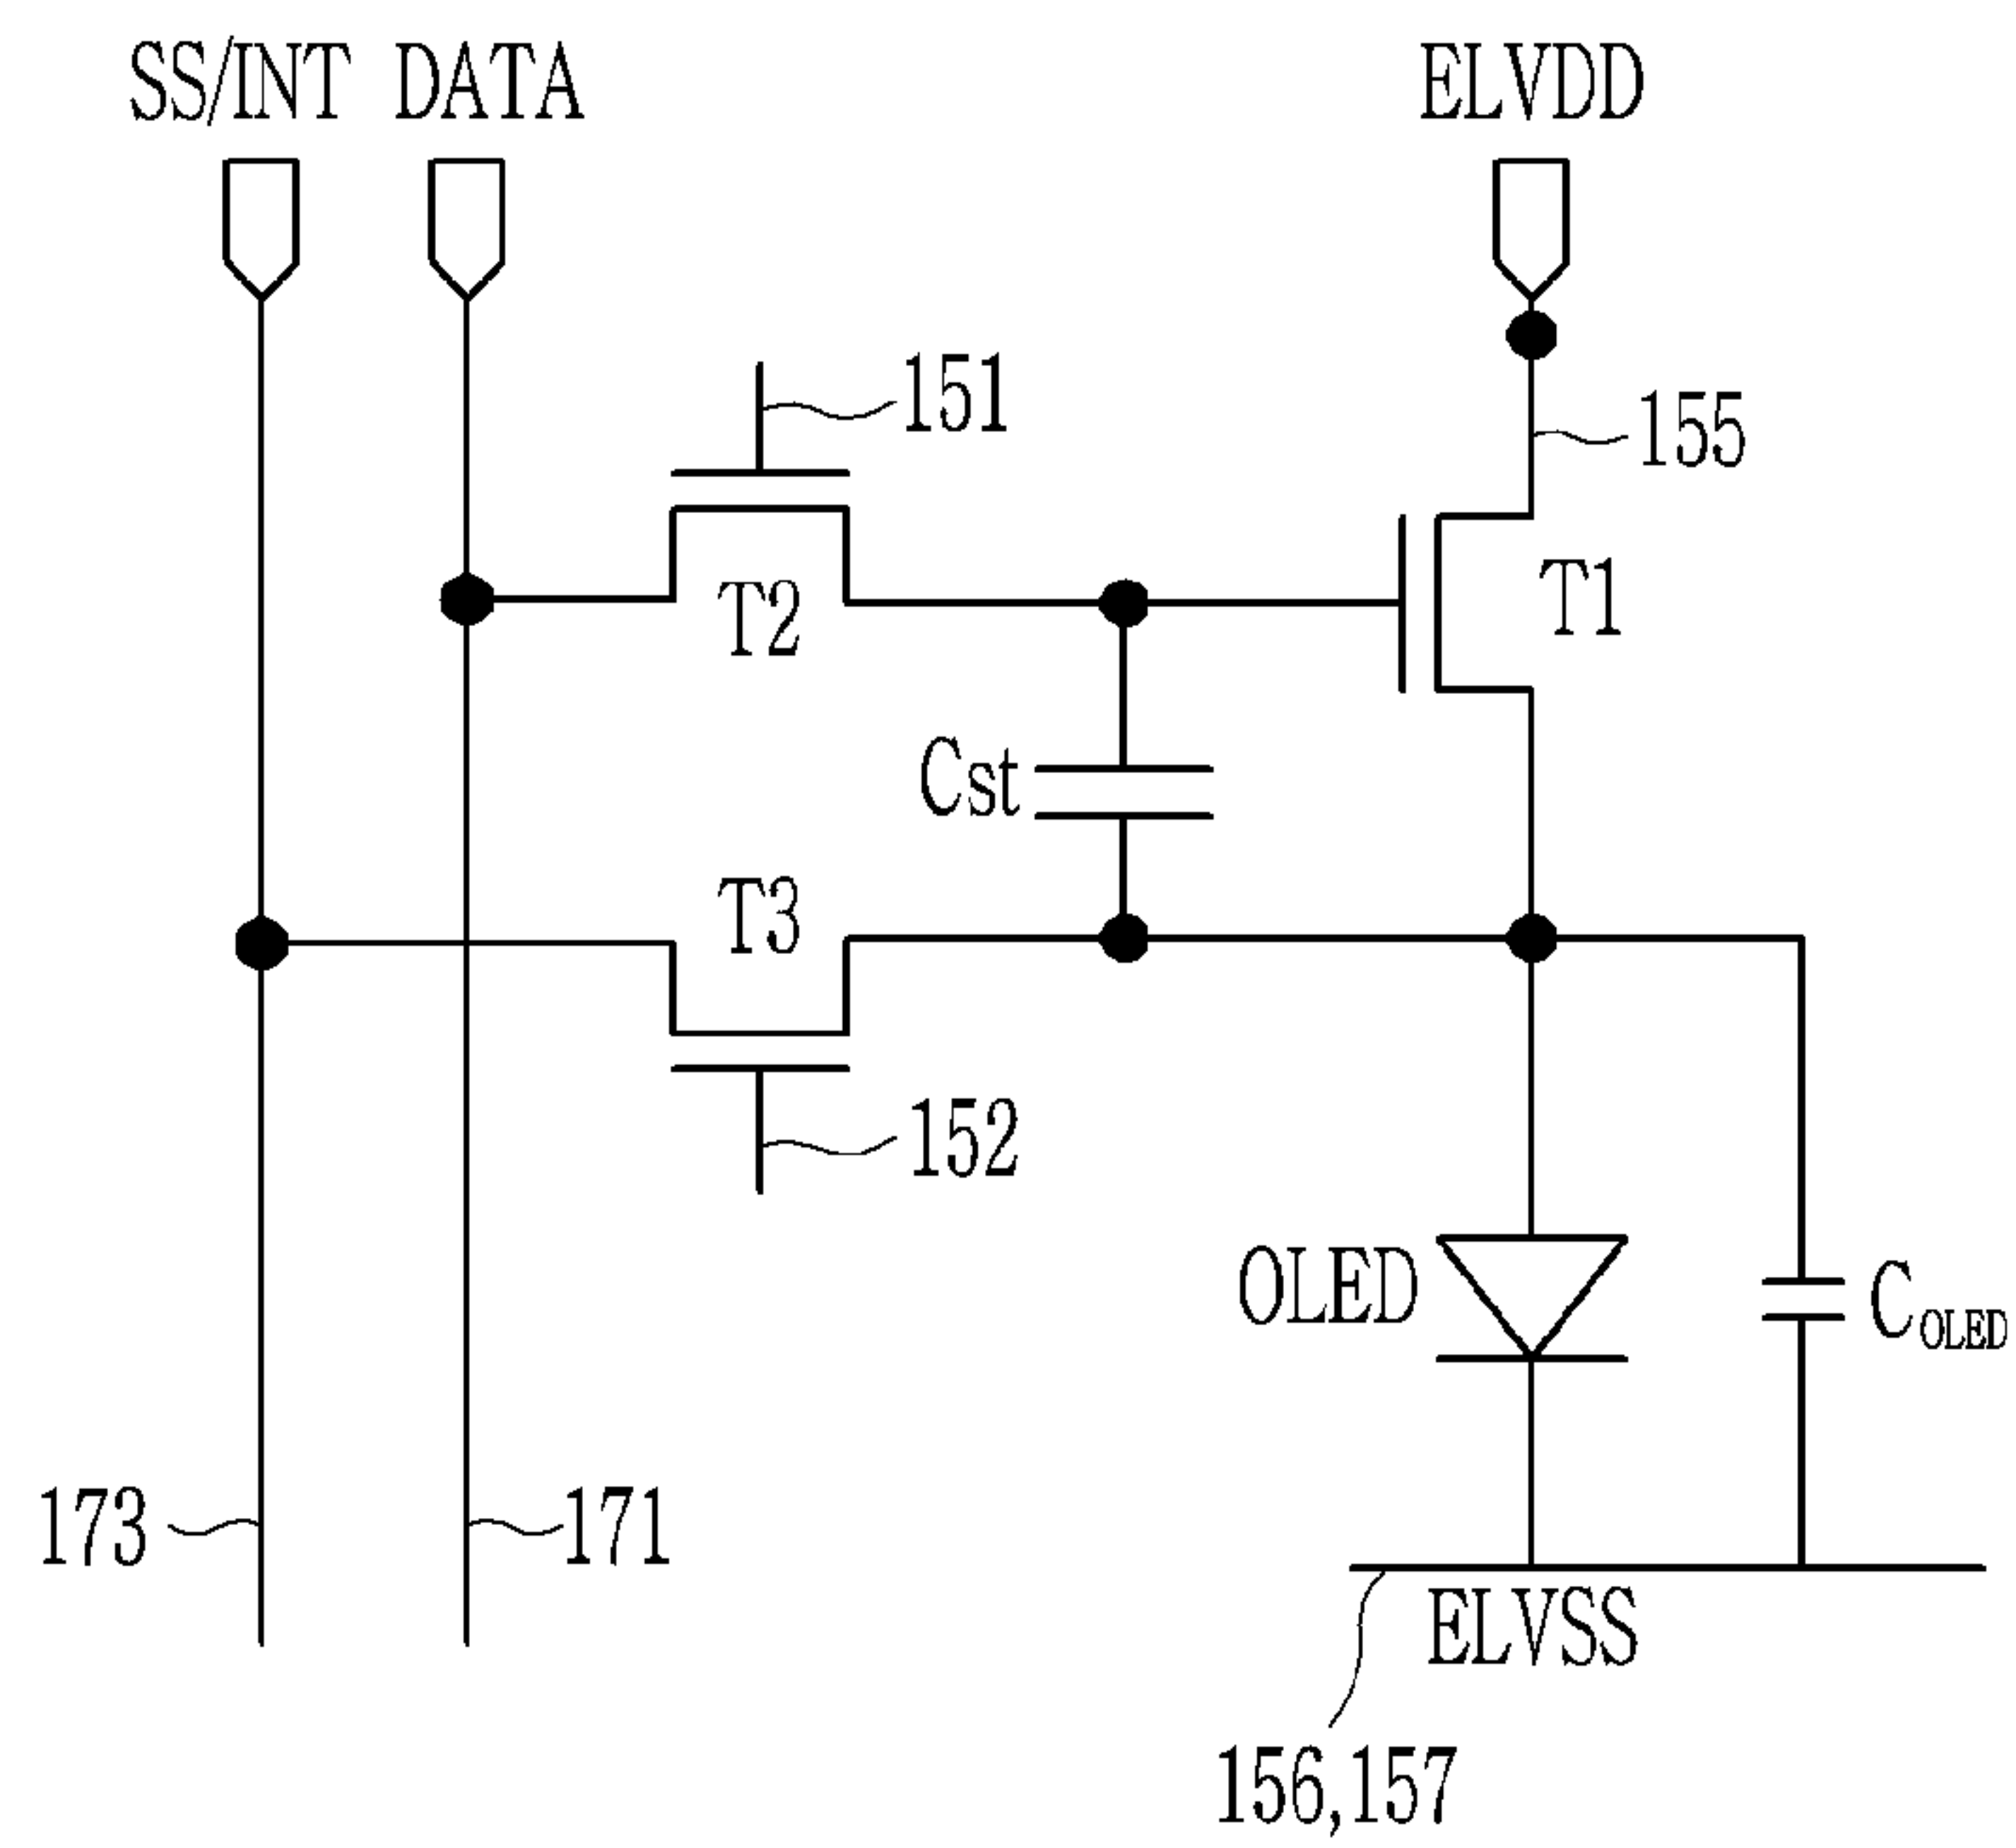 SS/INT DATA ELVDD
151
155
T2
T1
Cst
T3
152
OLED
COLED
173
171
ELVSS
156,157